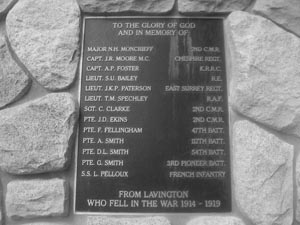 TO THE GLORY OF GOD
AND IN MEMORY OF
MAJOR N.H. MONCRIEFF 2ND C.M.R.
CAPT. J.R. MOORE M.C. CHESHIRE REGT.
CAPT. A.P. FOSTER K.R.R.C.
LIEUT. S.U. BAILEY R.E.
LIEUT. J.K.P. PATERSON EAST SURREY REGT.
LIEUT. T.M. SPECHLEY R.A.F.
SGT. C. CLARKE 2ND C.M.R.
PTE. J.D. EKINS 2ND C.M.R.
PTE. F. FELLINGHAM 47TH BATT.
PTE. A. SMITH 112TH BATT.
PTE. D.L. SMITH 54TH BATT.
PTE. G. SMITH 3RD PIONEER BATT.
S.S. L. PELLOUX FRENCH INFANTRY
FROM LAVINGTON
WHO FELL IN THE WAR 1914 - 1919